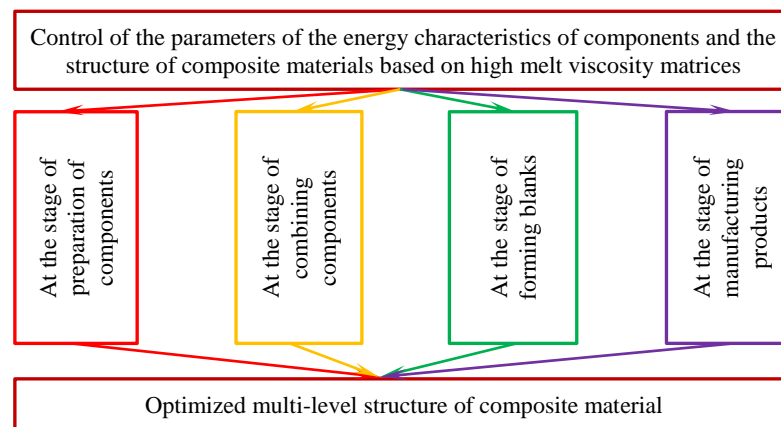 Control of the parameters of the energy characteristics of components and the
structure of composite materials based on high melt viscosity matrices
At the stage of
preparation of
components
At the stage of
combining
components
At the stage of
forming blanks
At the stage of
manufacturing
products
Optimized multi-level structure of composite material